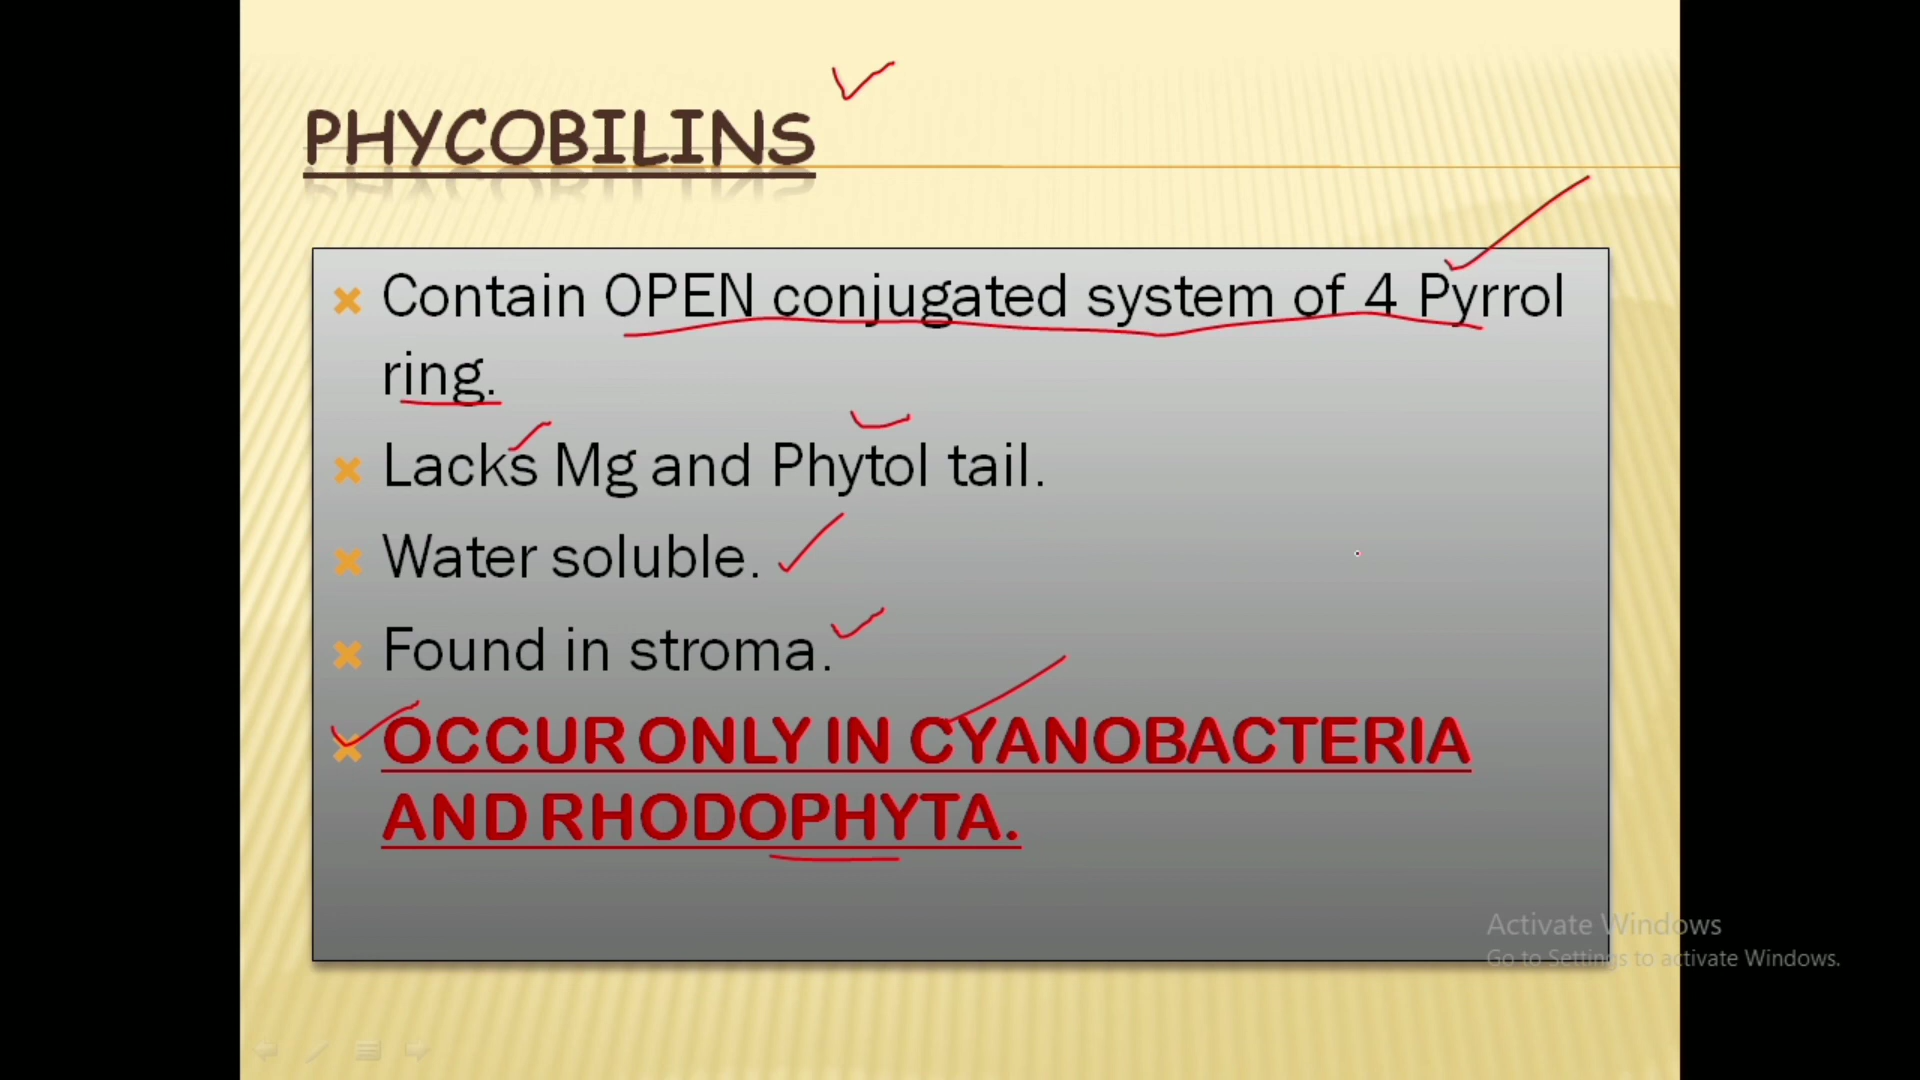 PHYCOBILINS
Contain OPEN conjugated system of 4 Pyrrol
ring.
Lacks Mg and Phytol tail.
Water soluble.
Found in stroma.
OCCUR ONLY IN CYANOBACTERIA
AND RHODOPHYTA.
Activate Windows
Go to Settings to activate Windows.